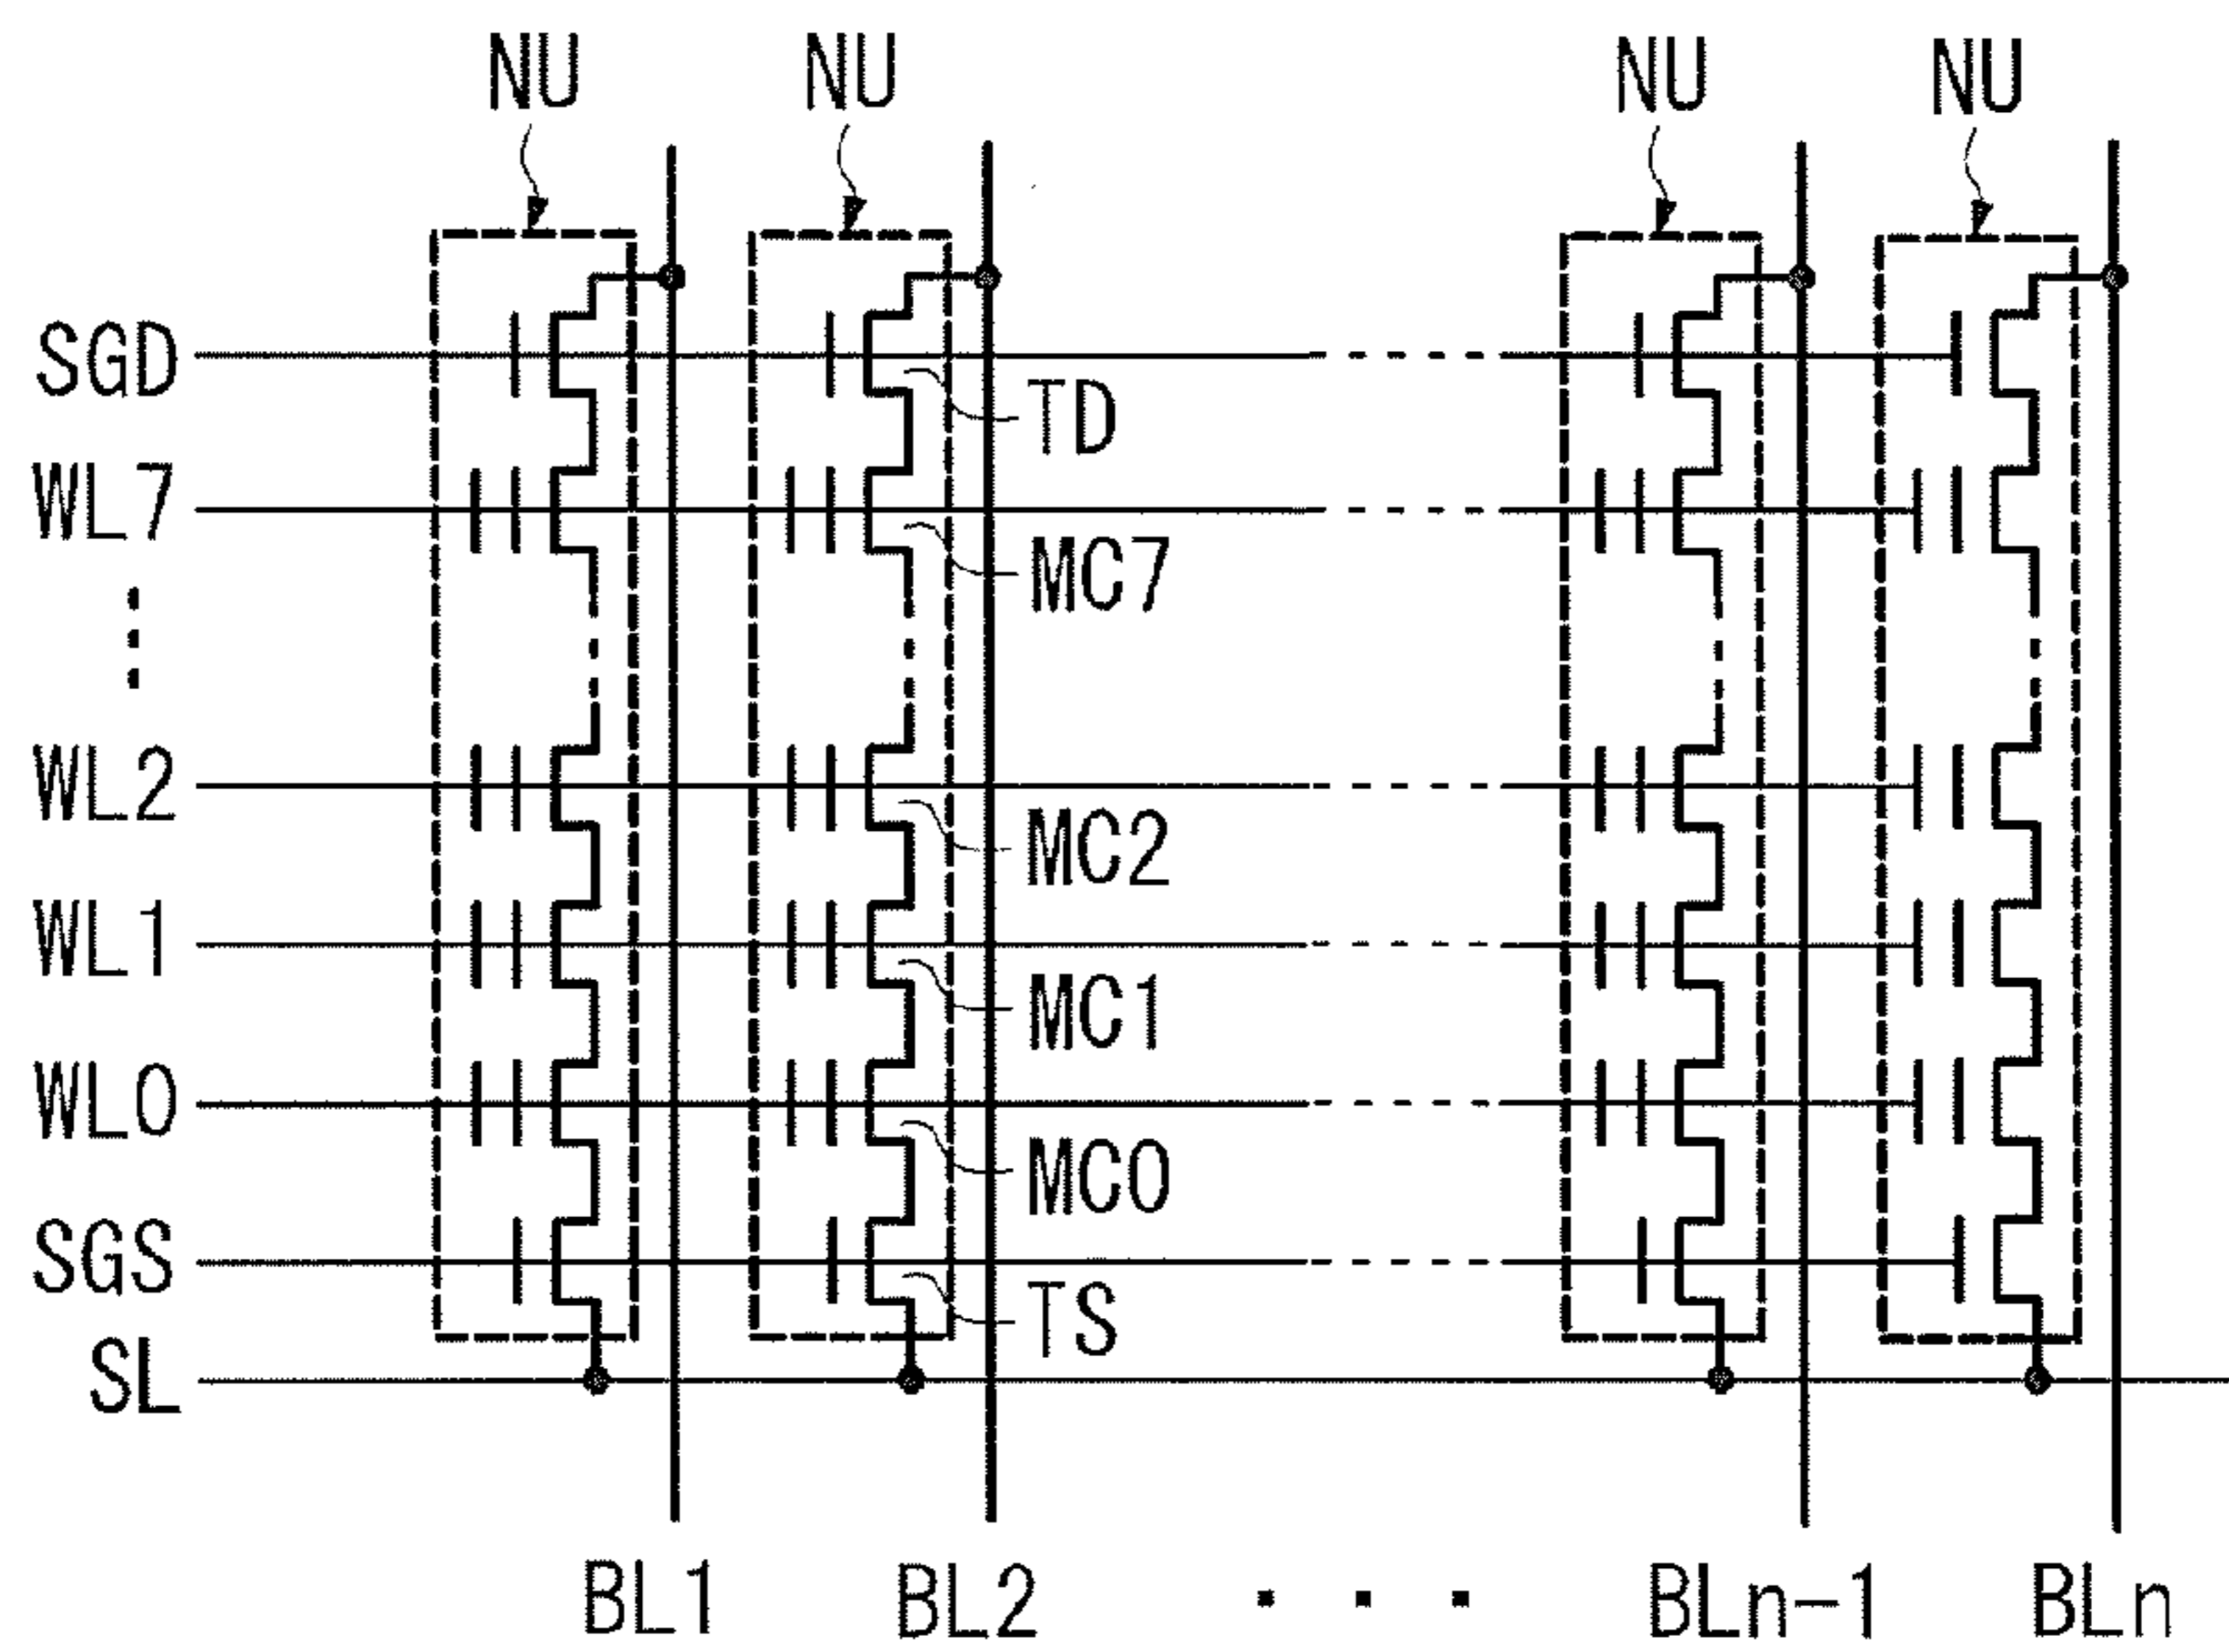 NU NU NU NU
SGD
TD
WL7
MC7
WL2
MC2
WL1
MC1
WL0
MC0
SGS
TS
SL
BL1 BL2 ... BLn-1 BLn